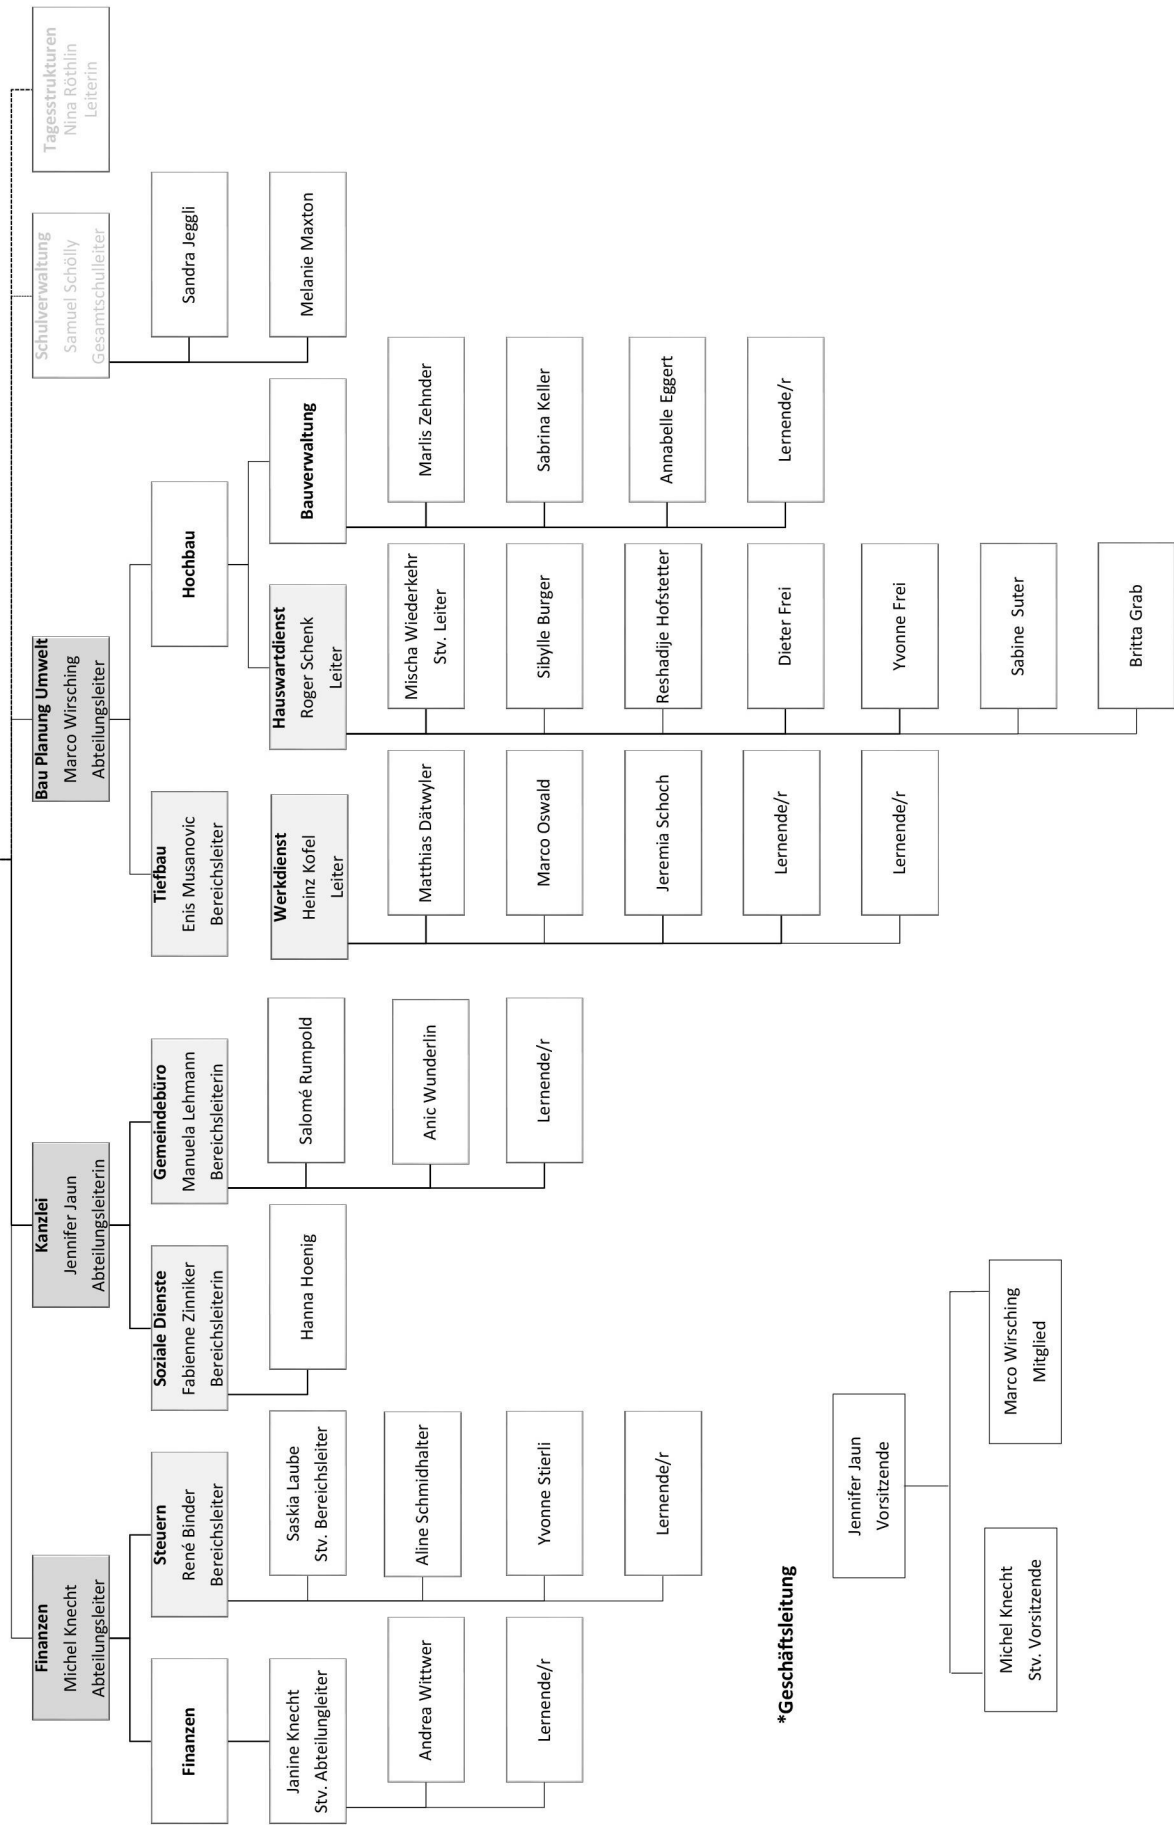 Finanzen
Michel Knecht
Abteilungsleiter
Finanzen
Janine Knecht
Stv. Abteilungleiter
Andrea Wittwer
Lernende/r
Steuern
René Binder
Bereichsleiter
Saskia Laube
Stv. Bereichsleiter
Aline Schmidhalter
Yvonne Stierli
Lernende/r
Kanzlei
Jennifer Jaun
Abteilungsleiterin
Soziale Dienste
Fabienne Zinniker
Bereichsleiterin
Hanna Hoenig
Gemeindebüro
Manuela Lehmann
Bereichsleiterin
Salomé Rumpold
Anic Wunderlin
Lernende/r
Bau Planung Umwelt
Marco Wirsching
Abteilungsleiter
Tiefbau
Enis Musanovic
Bereichsleiter
Werkdienst
Heinz Kofel
Leiter
Matthias Dätwyler
Marco Oswald
Jeremia Schoch
Lernende/r
Lernende/r
Hochbau
Hauswartdienst
Roger Schenk
Leiter
Mischa Wiederkehr
Stv. Leiter
Sibylle Burger
Reshadije Hofstetter
Dieter Frei
Yvonne Frei
Sabine Suter
Britta Grab
Bauverwaltung
Marlis Zehnder
Sabrina Keller
Annabelle Eggert
Lernende/r
Schulverwaltung
Samuel Schölly
Gesamtschulleiter
Sandra Jeggli
Melanie Maxton
Tagesstrukturen
Nina Röthlin
Leiterin
*Geschäftsleitung
Jennifer Jaun
Vorsitzende
Michel Knecht
Stv. Vorsitzende
Marco Wirsching
Mitglied